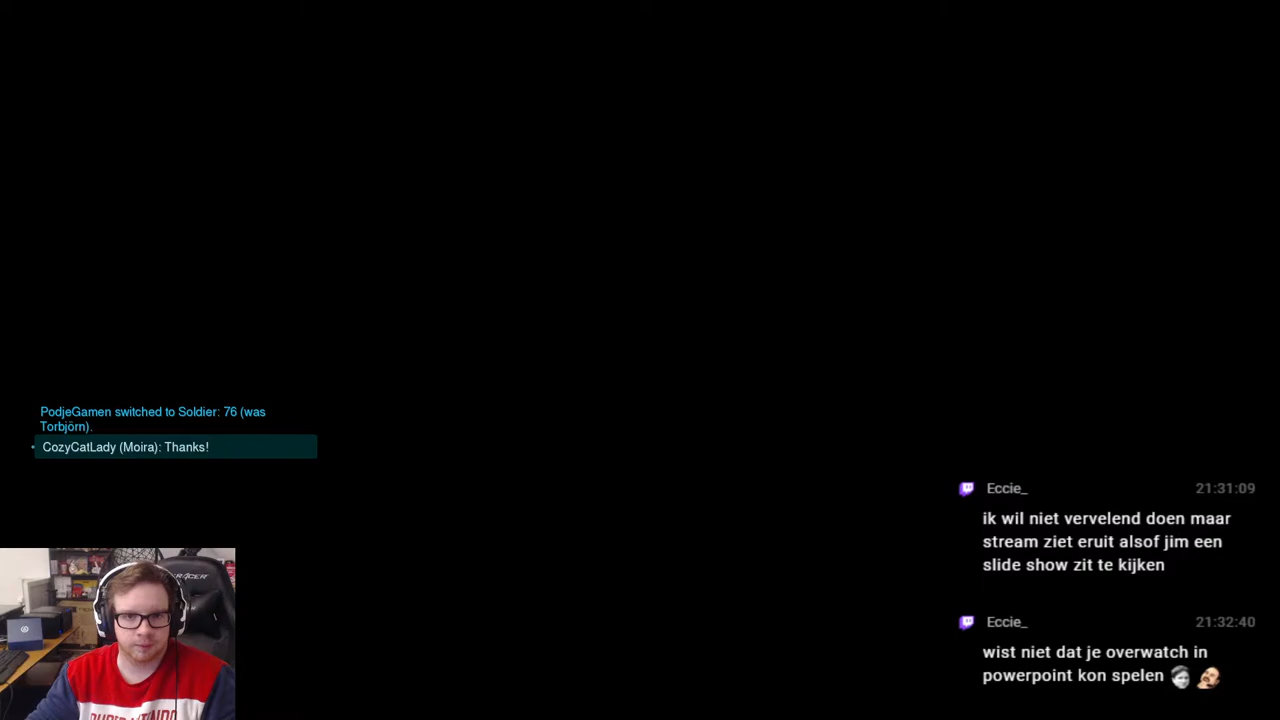 PodjeGamen switched to Soldier: 76 (was
Torbjörn).
CozyCatLady (Moira): Thanks!
Eccie_ 21:31:09
ik wil niet vervelend doen maar
stream ziet eruit alsof jim een
slide show zit te kijken
Eccie_ 21:32:40
wist niet dat je overwatch in
powerpoint kon spelen